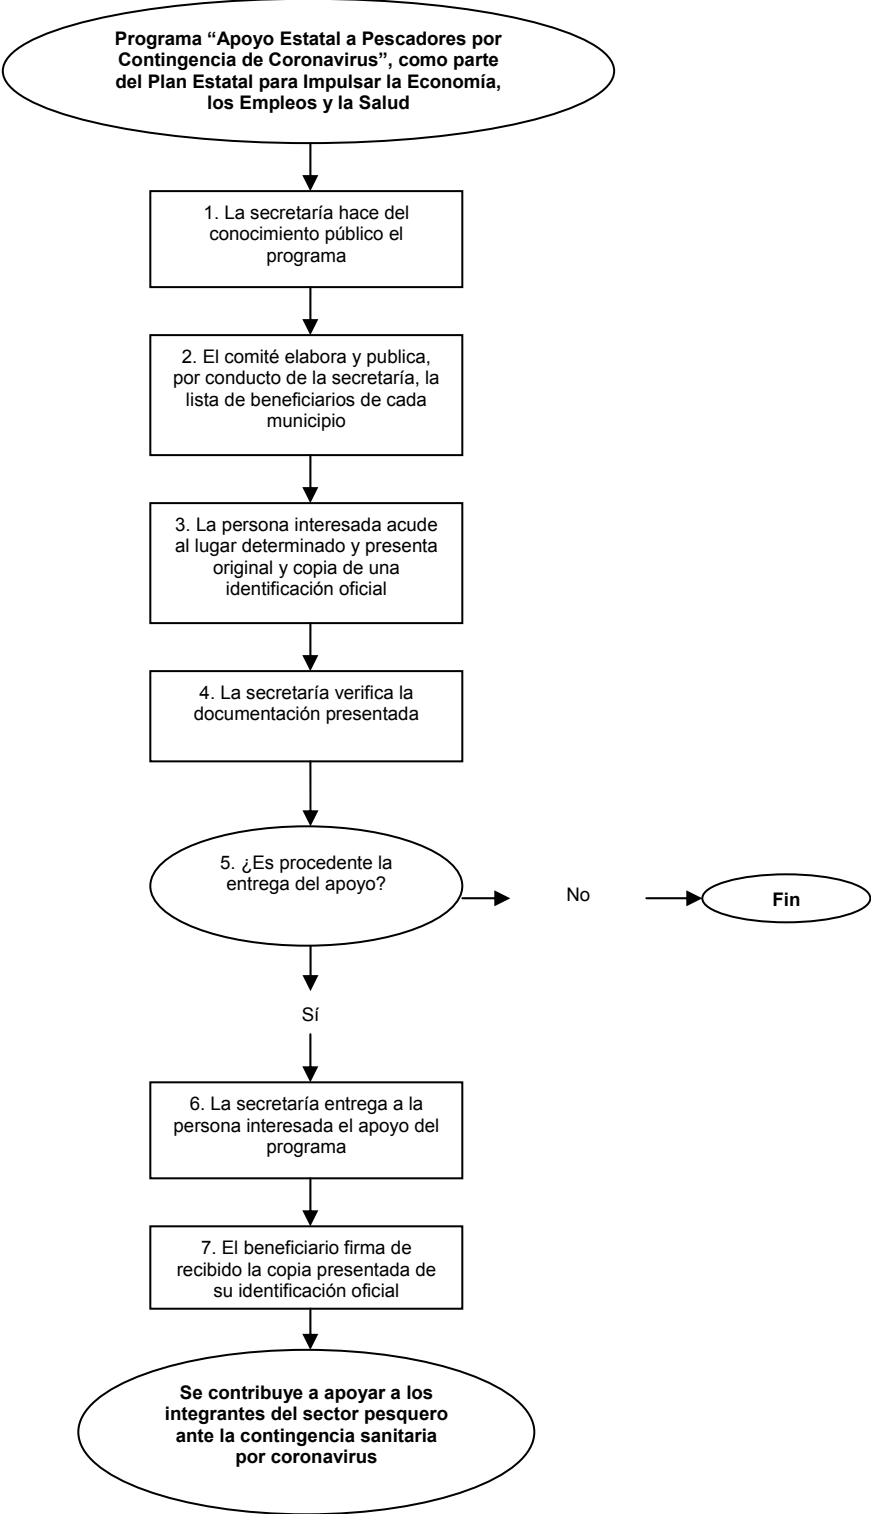 Programa “Apoyo Estatal a Pescadores por
Contingencia de Coronavirus”, como parte
del Plan Estatal para Impulsar la Economía,
los Empleos y la Salud
1. La secretaría hace del
conocimiento público el
programa
2. El comité elabora y publica,
por conducto de la secretaría, la
lista de beneficiarios de cada
municipio
3. La persona interesada acude
al lugar determinado y presenta
original y copia de una
identificación oficial
4. La secretaría verifica la
documentación presentada
5. ¿Es procedente la
entrega del apoyo?
No
Fin
Sí
6. La secretaría entrega a la
persona interesada el apoyo del
programa
7. El beneficiario firma de
recibido la copia presentada de
su identificación oficial
Se contribuye a apoyar a los
integrantes del sector pesquero
ante la contingencia sanitaria
por coronavirus